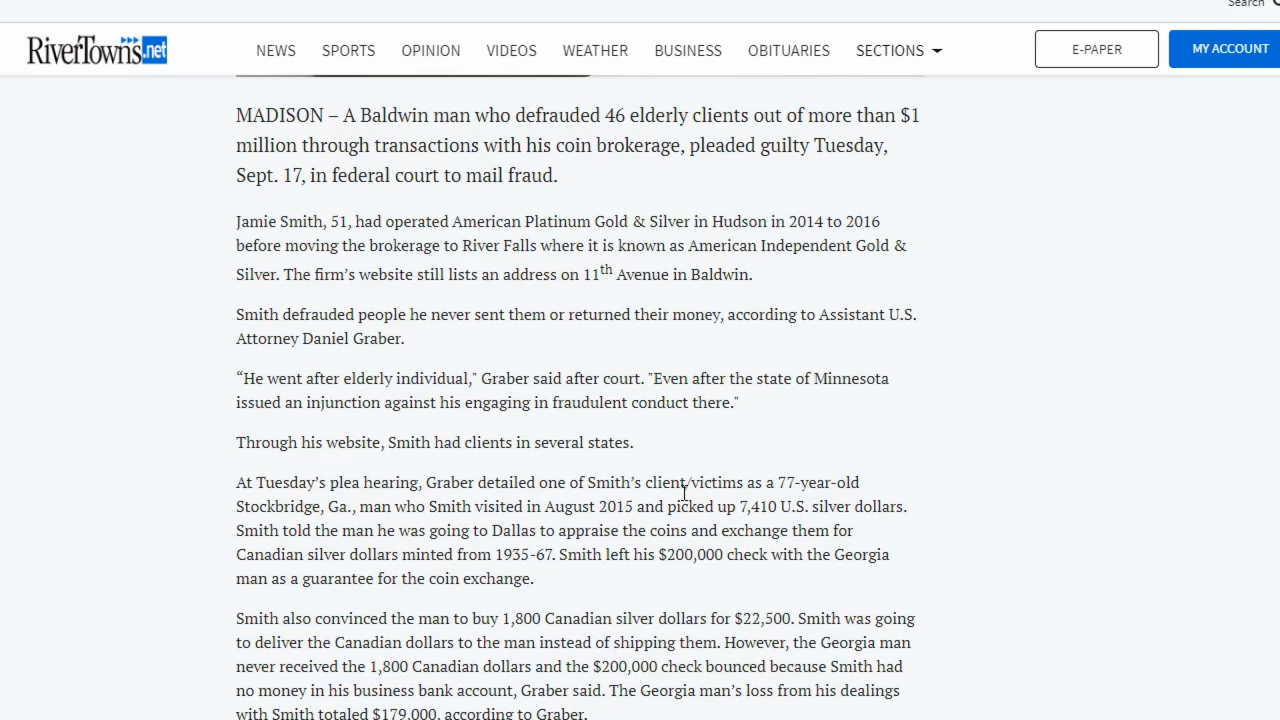 Search
RiverTowns.net
NEWS SPORTS OPINION VIDEOS WEATHER BUSINESS OBITUARIES SECTIONS E-PAPER MY ACCOUNT
MADISON – A Baldwin man who defrauded 46 elderly clients out of more than $1
million through transactions with his coin brokerage, pleaded guilty Tuesday,
Sept. 17, in federal court to mail fraud.
Jamie Smith, 51, had operated American Platinum Gold & Silver in Hudson in 2014 to 2016
before moving the brokerage to River Falls where it is known as American Independent Gold &
Silver. The firm’s website still lists an address on 11th Avenue in Baldwin.
Smith defrauded people he never sent them or returned their money, according to Assistant U.S.
Attorney Daniel Graber.
“He went after elderly individual," Graber said after court. "Even after the state of Minnesota
issued an injunction against his engaging in fraudulent conduct there."
Through his website, Smith had clients in several states.
At Tuesday’s plea hearing, Graber detailed one of Smith’s client/victims as a 77-year-old
Stockbridge, Ga., man who Smith visited in August 2015 and picked up 7,410 U.S. silver dollars.
Smith told the man he was going to Dallas to appraise the coins and exchange them for
Canadian silver dollars minted from 1935-67. Smith left his $200,000 check with the Georgia
man as a guarantee for the coin exchange.
Smith also convinced the man to buy 1,800 Canadian silver dollars for $22,500. Smith was going
to deliver the Canadian dollars to the man instead of shipping them. However, the Georgia man
never received the 1,800 Canadian dollars and the $200,000 check bounced because Smith had
no money in his business bank account, Graber said. The Georgia man’s loss from his dealings
with Smith totaled $179,000, according to Graber.